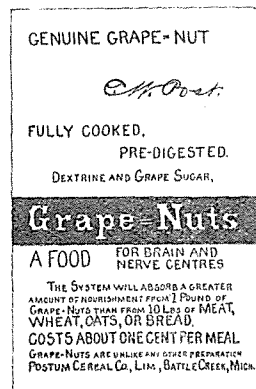 GENUINE GRAPE=NUT
C.W. Post.
FULLY COOKED,
PRE-DIGESTED.
DEXTRINE AND GRAPE SUGAR,
Grape=Nuts
A FOOD FOR BRAIN AND
NERVE CENTRES
THE SYSTEM WILL ABSORB A GREATER
AMOUNT OF NOURISHMENT FROM 1 POUND OF
GRAPE-NUTS THAN FROM 10 LBS OF MEAT,
WHEAT, OATS, OR BREAD.
COSTS ABOUT ONE CENT PER MEAL
GRAPE-NUTS ARE UNLIKE ANY OTHER PREPARATION
POSTUM CEREAL CO., LIM., BATTLE CREEK, MICH.